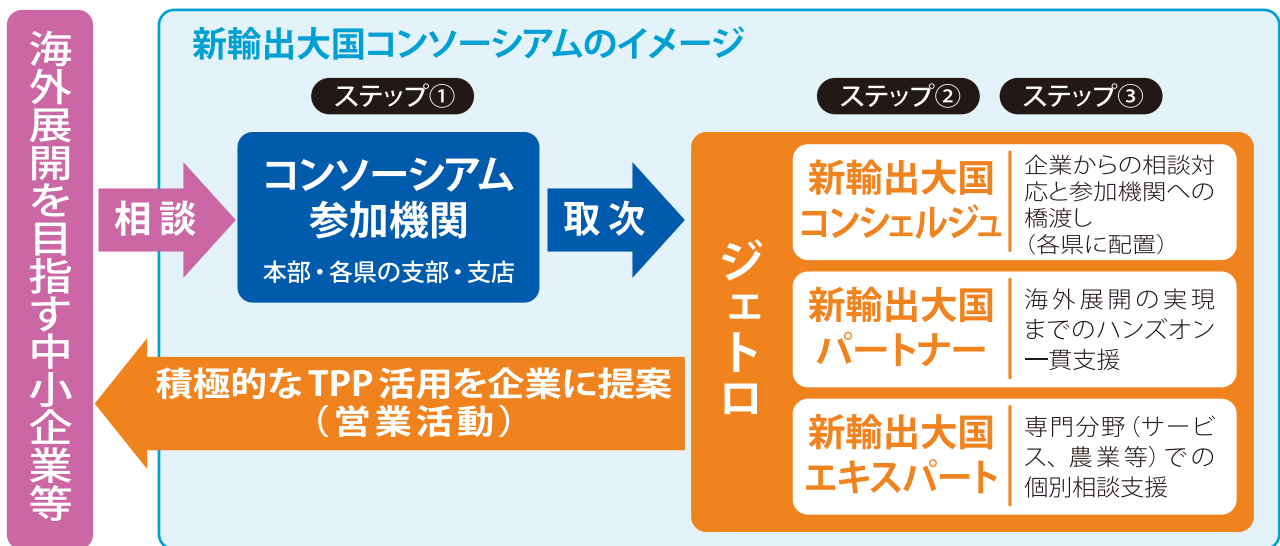 海外展開を目指す中小企業等
新輸出大国コンソーシアムのイメージ
ステップ①
ステップ②
ステップ③
相談
コンソーシアム
参加機関
本部・各県の支部・支店
取次
ジェトロ
新輸出大国
コンシェルジュ
企業からの相談対
応と参加機関への
橋渡し
（各県に配置）
新輸出大国
パートナー
海外展開の実現
までのハンズオン
一貫支援
新輸出大国
エキスパート
専門分野（サービ
ス、農業等）での
個別相談支援
積極的な TPP 活用を企業に提案
（営業活動）